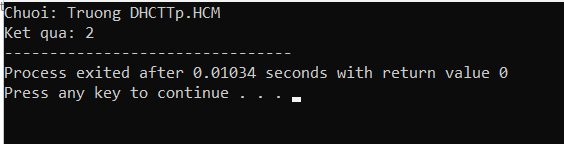 Chuoi: Truong DHCTTp.HCM
Ket qua: 2
--------------------------------
Process exited after 0.01034 seconds with return value 0
Press any key to continue . . .